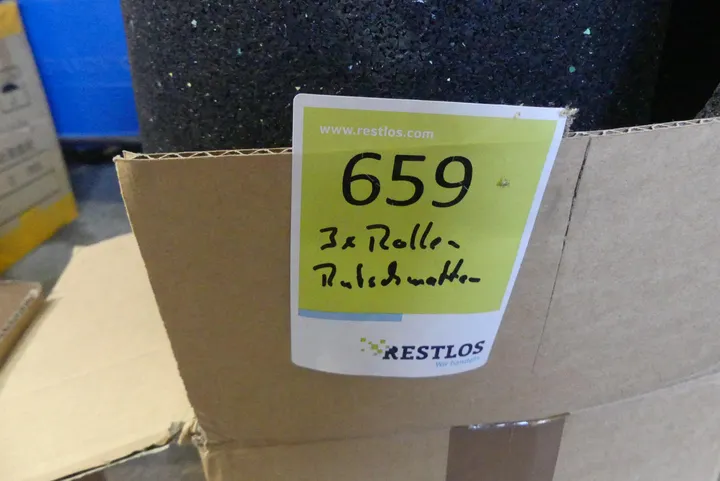 www.restlos.com
659
3x Rollen
Rutschmatten
RESTLOS